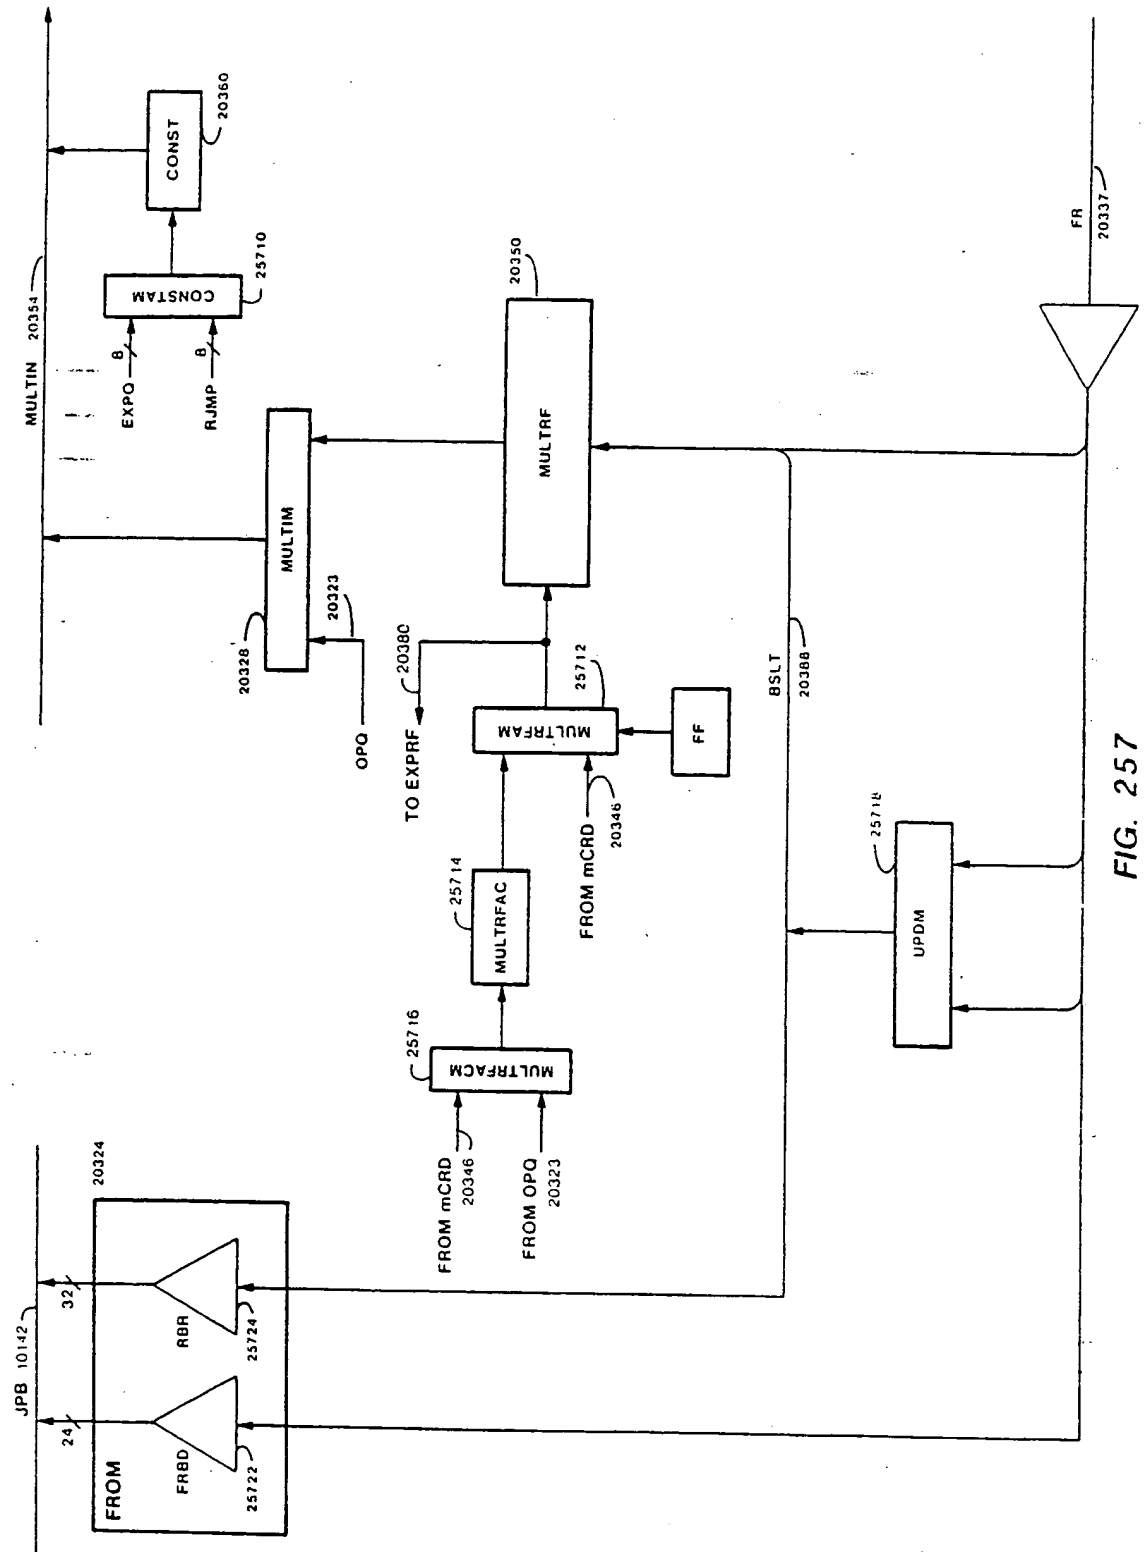 JPB 10142
24
32
20324
FROM
FRBD
25722
RBR
25724
MULTIN 20354
EXPQ
8
RJMP
8
CONSTAM
25710
CONST
20360
MULTIM
20328
20323
OPQ
MULTRF
20350
TO EXPRF
20380
MULTRFAM
25712
FF
FROM mCRD
20346
MULTRFAC
25714
MULTRFACM
25716
FROM mCRD
20346
FROM OPQ
20323
BSLT
20388
UPDM
25718
FR
20337
FIG. 257